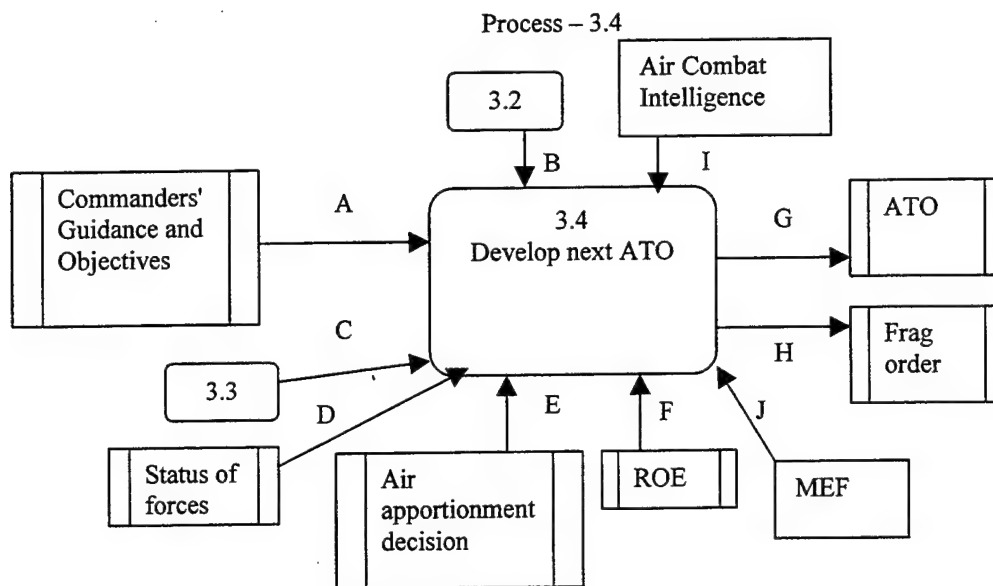 Process – 3.4
3.2
Air Combat
Intelligence
B
I
Commanders'
Guidance and
Objectives
A
3.4
Develop next ATO
G
ATO
C
H
Frag
order
3.3
D
E
F
J
Status of
forces
Air
apportionment
decision
ROE
MEF